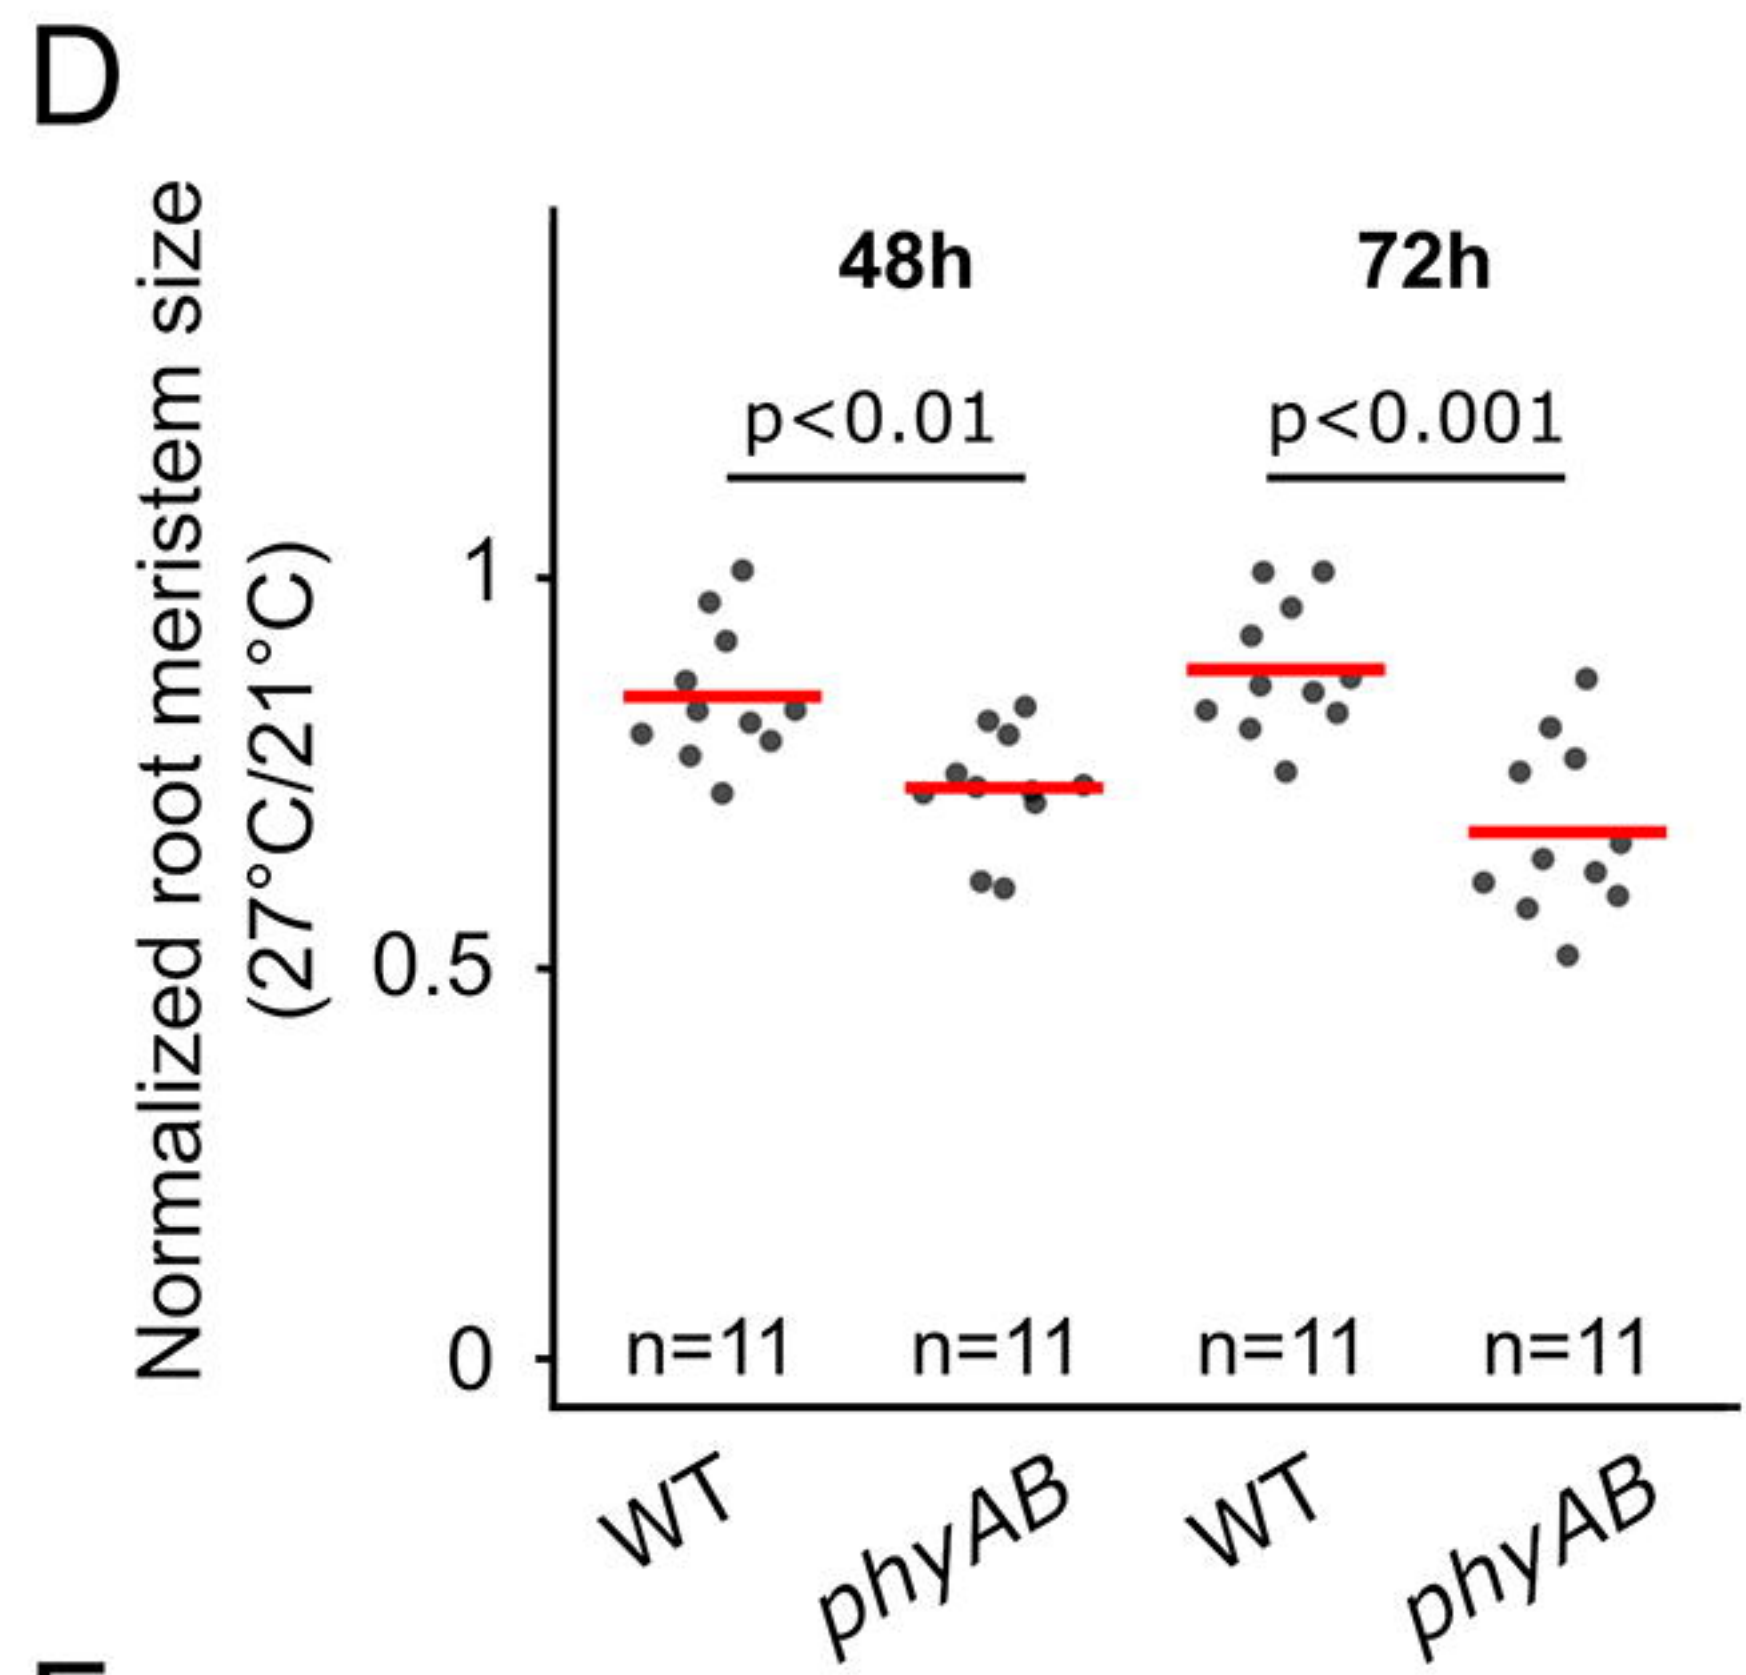 D
Normalized root meristem size
(27°C/21°C)
48h 72h
p<0.01 p<0.001
1
0.5
0
n=11 n=11 n=11 n=11
WT phyAB WT phyAB